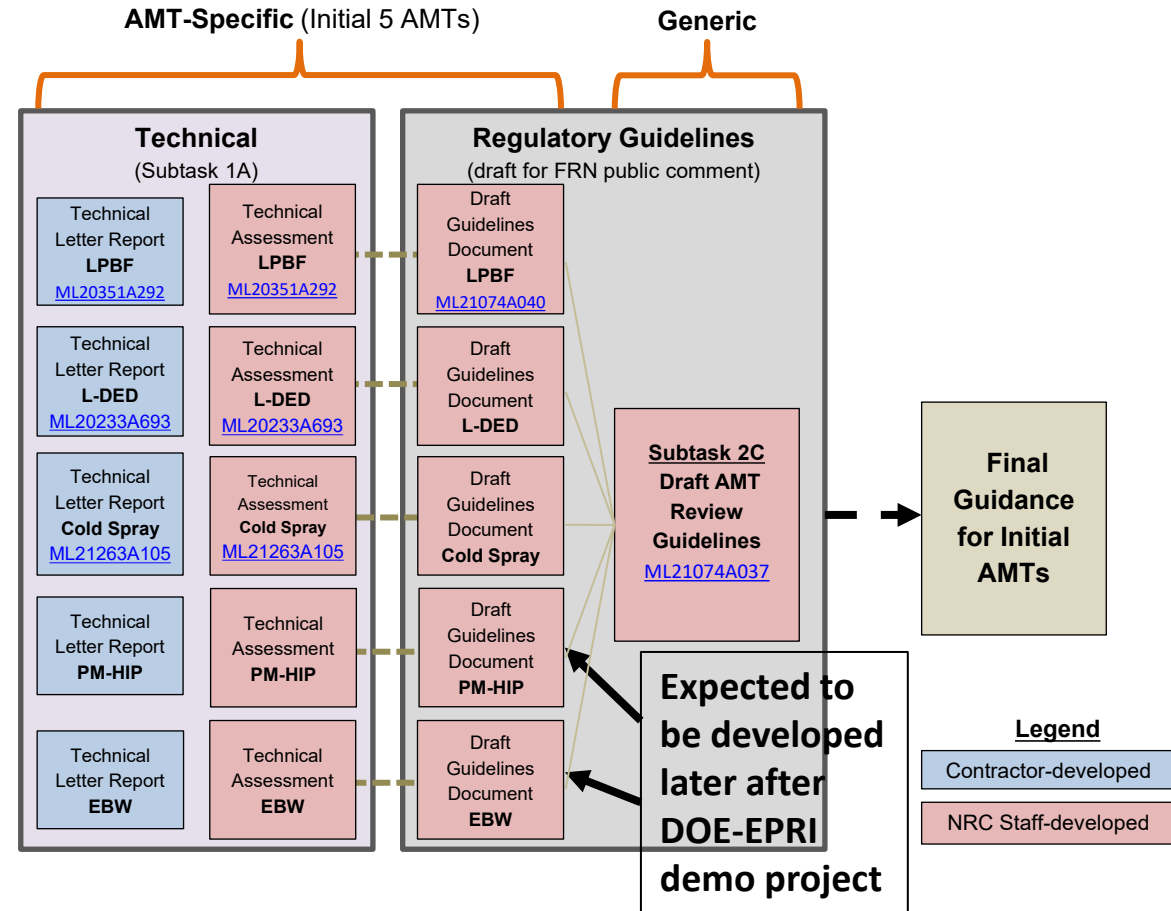 AMT-Specific (Initial 5 AMTs)
Generic
Technical
(Subtask 1A)
Regulatory Guidelines
(draft for FRN public comment)
Technical
Letter Report
LPBF
ML20351A292
Technical
Assessment
LPBF
ML20351A292
Draft
Guidelines
Document
LPBF
ML21074A040
Technical
Letter Report
L-DED
ML20233A693
Technical
Assessment
L-DED
ML20233A693
Draft
Guidelines
Document
L-DED
Technical
Letter Report
Cold Spray
ML21263A105
Technical
Assessment
Cold Spray
ML21263A105
Draft
Guidelines
Document
Cold Spray
Technical
Letter Report
PM-HIP
Technical
Assessment
PM-HIP
Draft
Guidelines
Document
PM-HIP
Technical
Letter Report
EBW
Technical
Assessment
EBW
Draft
Guidelines
Document
EBW
Subtask 2C
Draft AMT
Review
Guidelines
ML21074A037
Final
Guidance
for Initial
AMTs
Expected to
be developed
later after
DOE-EPRI
demo project
Legend
Contractor-developed
NRC Staff-developed